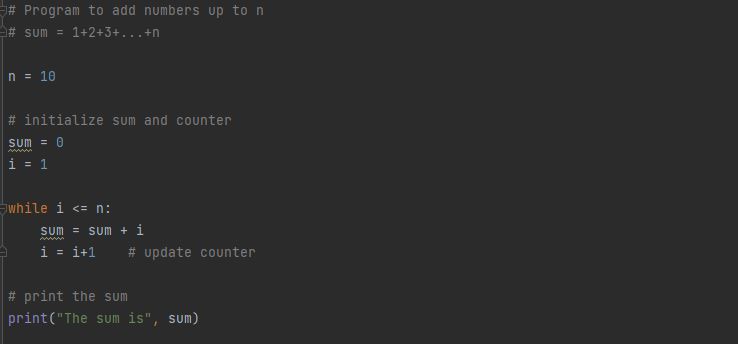 # Program to add numbers up to n
# sum = 1+2+3+...+n
n = 10
# initialize sum and counter
sum = 0
i = 1
while i <= n:
    sum = sum + i
    i = i+1    # update counter
# print the sum
print("The sum is", sum)